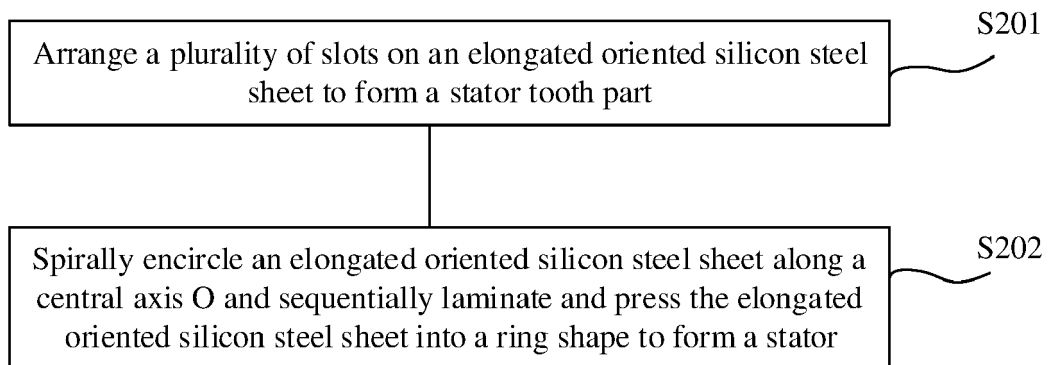 S201
Arrange a plurality of slots on an elongated oriented silicon steel
sheet to form a stator tooth part
S202
Spirally encircle an elongated oriented silicon steel sheet along a
central axis O and sequentially laminate and press the elongated
oriented silicon steel sheet into a ring shape to form a stator